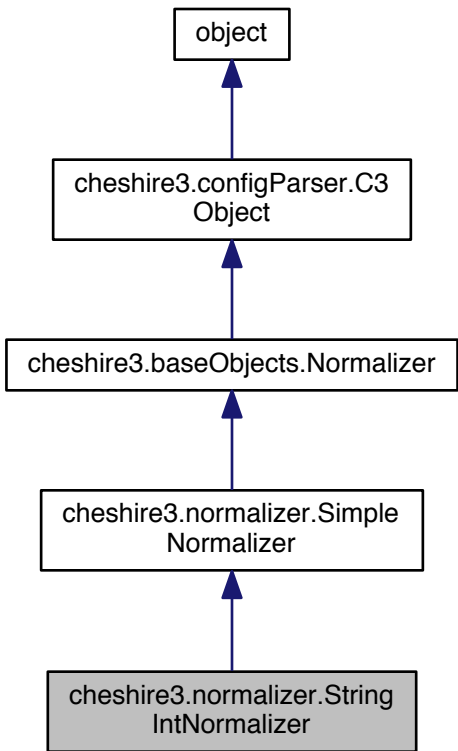 object
cheshire3.configParser.C3
Object
cheshire3.baseObjects.Normalizer
cheshire3.normalizer.Simple
Normalizer
cheshire3.normalizer.String
IntNormalizer